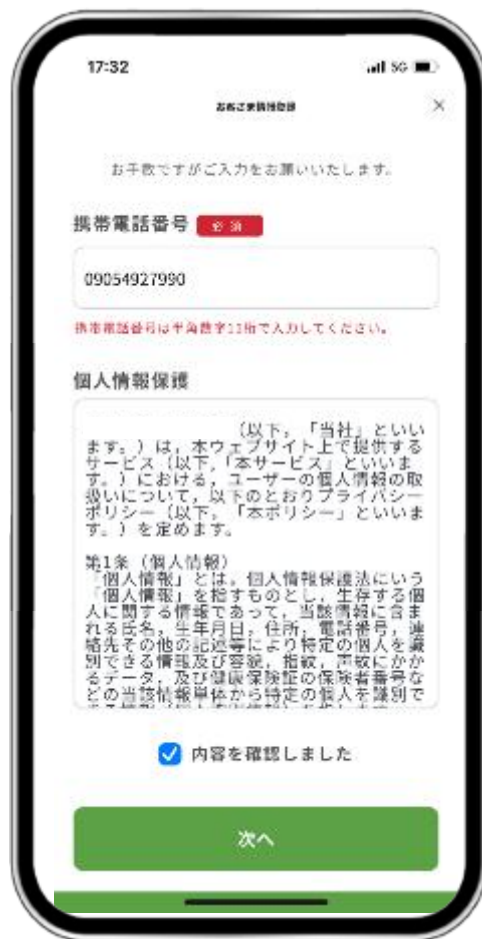 17:32
5G
お客さま情報登録
お手数ですがご入力をお願いいたします。
携帯電話番号 必須
09054927990
携帯電話番号は半角数字11桁で入力してください。
個人情報保護
（以下，「当社」といい
ます。）は，本ウェブサイト上で提供する
サービス（以下,「本サービス」といいま
す。）における，ユーザーの個人情報の取
扱いについて，以下のとおりプライバシー
ポリシー（以下，「本ポリシー」といいま
す。）を定めます。
第1条（個人情報）
「個人情報」とは，個人情報保護法にいう
「個人情報」を指すものとし，生存する個
人に関する情報であって，当該情報に含ま
れる氏名，生年月日，住所，電話番号，連
絡先その他の記述等により特定の個人を識
別できる情報及び容貌，指紋，声紋にかか
るデータ，及び健康保険証の保険者番号な
どの当該情報単体から特定の個人を識別で
内容を確認しました
次へ